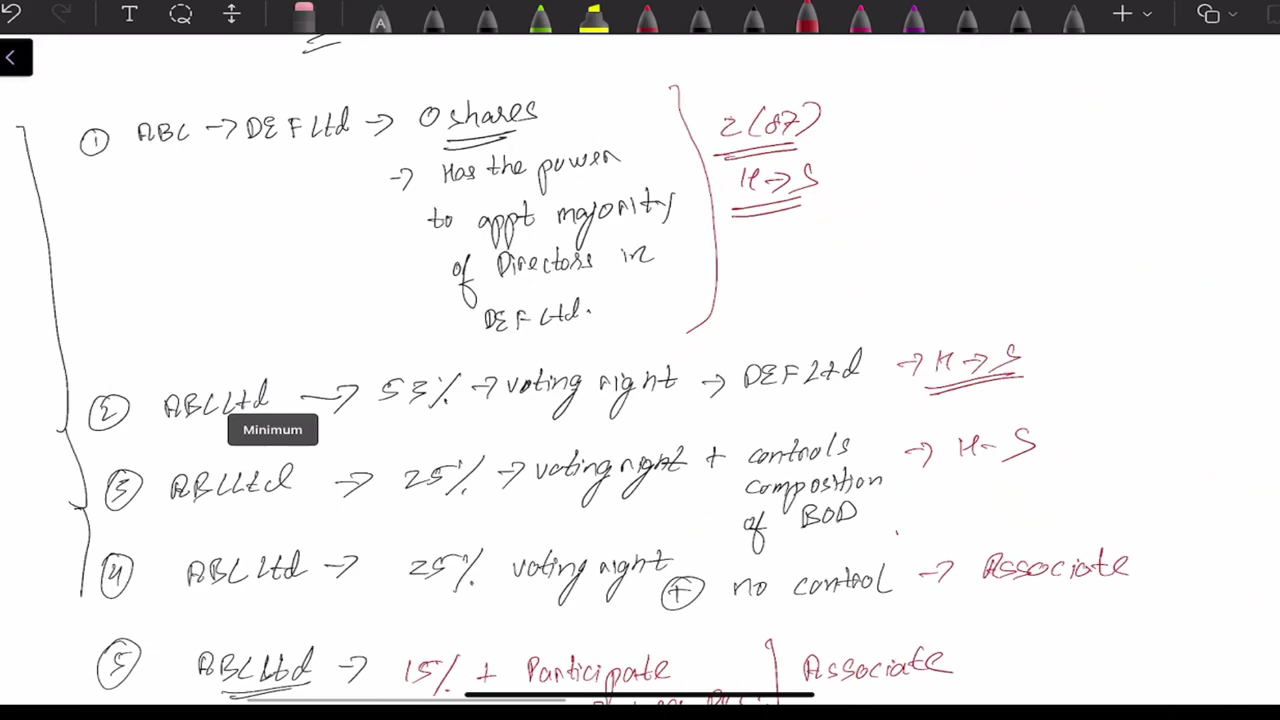 T
A
① ABC → DEF Ltd → 0 shares
→ Has the power
to appt majority
of Directors in
DEF Ltd.
2(87)
H → S
② ABC Ltd → 53% → voting right → DEF Ltd → H → S
Minimum
③ ABC Ltd → 25% → voting right + controls
composition
of BOD
→ H - S
④ ABC Ltd → 25% voting right + no control → Associate
⑤ ABC Ltd → 15% + Participate
Associate